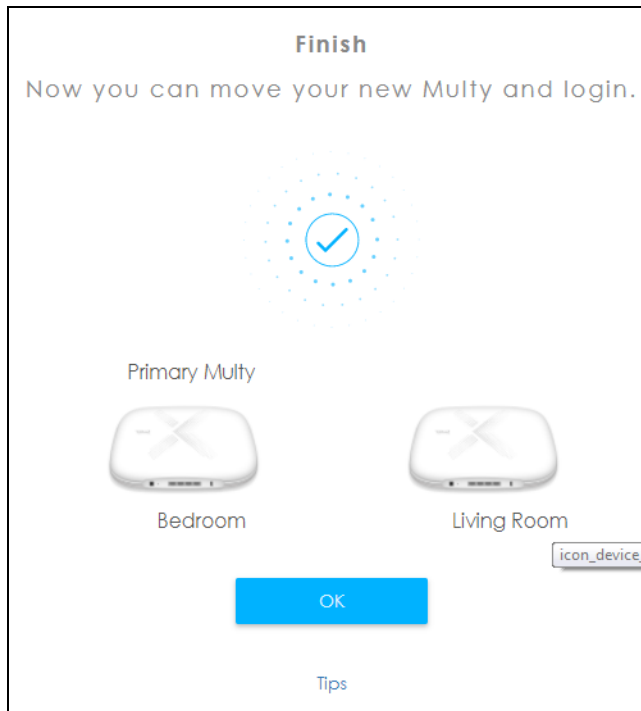 Finish
Now you can move your new Multy and login.
Primary Multy
Bedroom
Living Room
icon_device_
OK
Tips